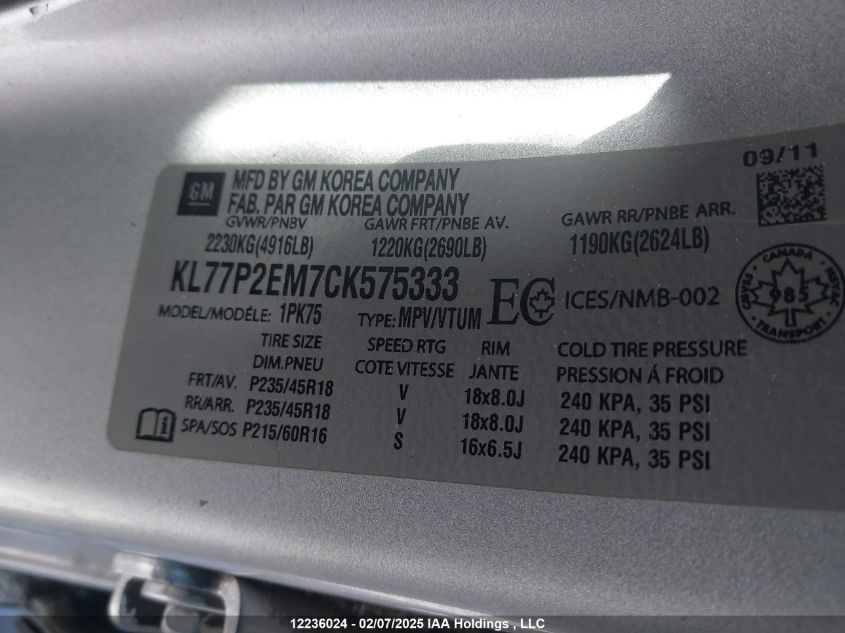 09/11
GM
MFD BY GM KOREA COMPANY
FAB. PAR GM KOREA COMPANY
GVWR/PNBV GAWR FRT/PNBE AV. GAWR RR/PNBE ARR.
2230KG(4916LB) 1220KG(2690LB) 1190KG(2624LB)
KL77P2EM7CK575333
EC ICES/NMB-002
CANADA
985
TRANSPORT
MODEL/MODÉLE: 1PK75 TYPE: MPV/VTUM
TIRE SIZE SPEED RTG RIM COLD TIRE PRESSURE
DIM.PNEU COTE VITESSE JANTE PRESSION Á FROID
FRT/AV. P235/45R18 V 18x8.0J 240 KPA, 35 PSI
RR/ARR. P235/45R18 V 18x8.0J 240 KPA, 35 PSI
SPA/SOS P215/60R16 S 16x6.5J 240 KPA, 35 PSI
12236024 - 02/07/2025 IAA Holdings , LLC